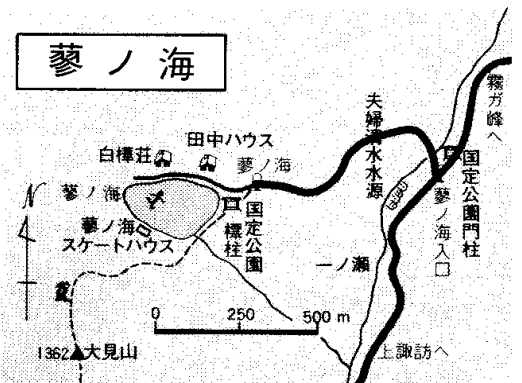 蓼ノ海
霧ガ峰へ
夫婦清水水源
田中ハウス
白樺荘
蓼ノ海
国定公園門柱
蓼ノ海入口
N
蓼ノ海
国定公園
標柱
蓼ノ海
スケートハウス
一ノ瀬
0 250 500 m
1362 大見山
上諏訪へ